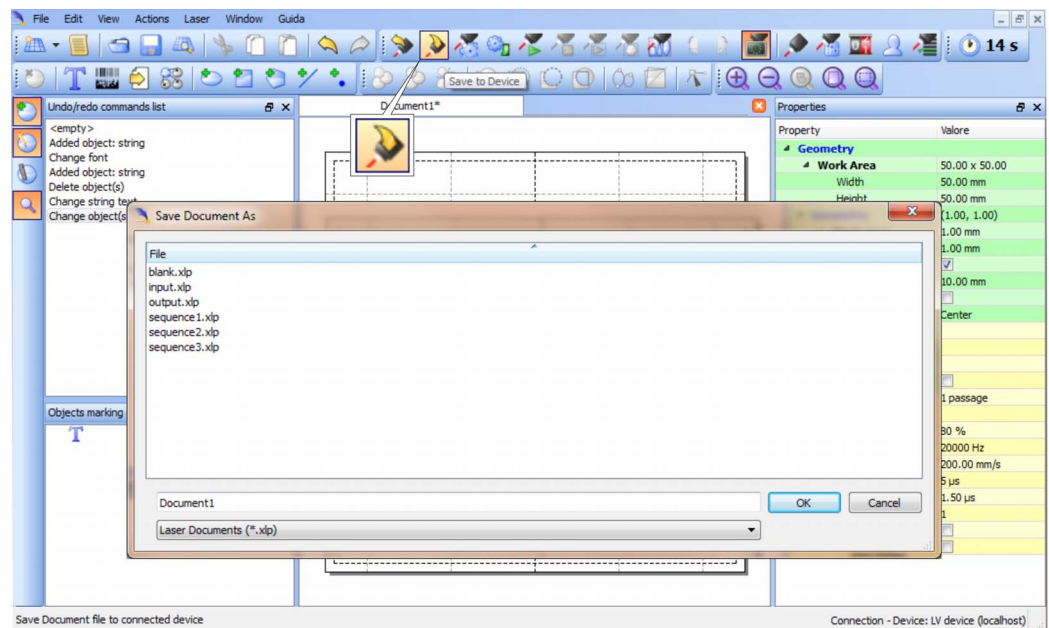 File Edit View Actions Laser Window Guida
14 s
Save to Device
Undo/redo commands list
<empty>
Added object: string
Change font
Added object: string
Delete object(s)
Change string text
Change object(s
Objects marking
T
Document1*
Properties
Property Valore
Geometry
Work Area 50.00 x 50.00
Width 50.00 mm
Height 50.00 mm
(1.00, 1.00)
1.00 mm
1.00 mm
10.00 mm
Center
1 passage
80 %
20000 Hz
200.00 mm/s
5 µs
1.50 µs
1
Save Document As
File
blank.xlp
input.xlp
output.xlp
sequence1.xlp
sequence2.xlp
sequence3.xlp
Document1
OK Cancel
Laser Documents (*.xlp)
Save Document file to connected device
Connection - Device: LV device (localhost)